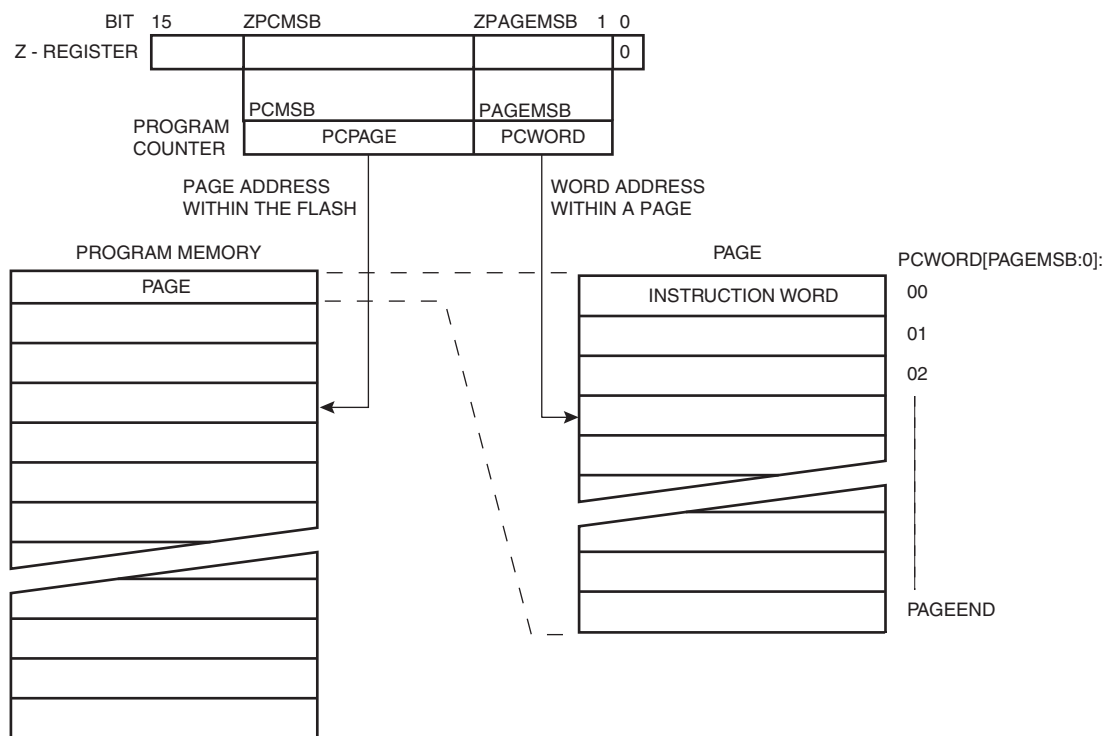 BIT 15 ZPCMSB ZPAGEMSB 1 0
Z - REGISTER 0
PCMSB PAGEMSB
PROGRAM
COUNTER
PCPAGE PCWORD
PAGE ADDRESS
WITHIN THE FLASH
WORD ADDRESS
WITHIN A PAGE
PROGRAM MEMORY
PAGE
PAGE
INSTRUCTION WORD
PCWORD[PAGEMSB:0]:
00
01
02
PAGEEND